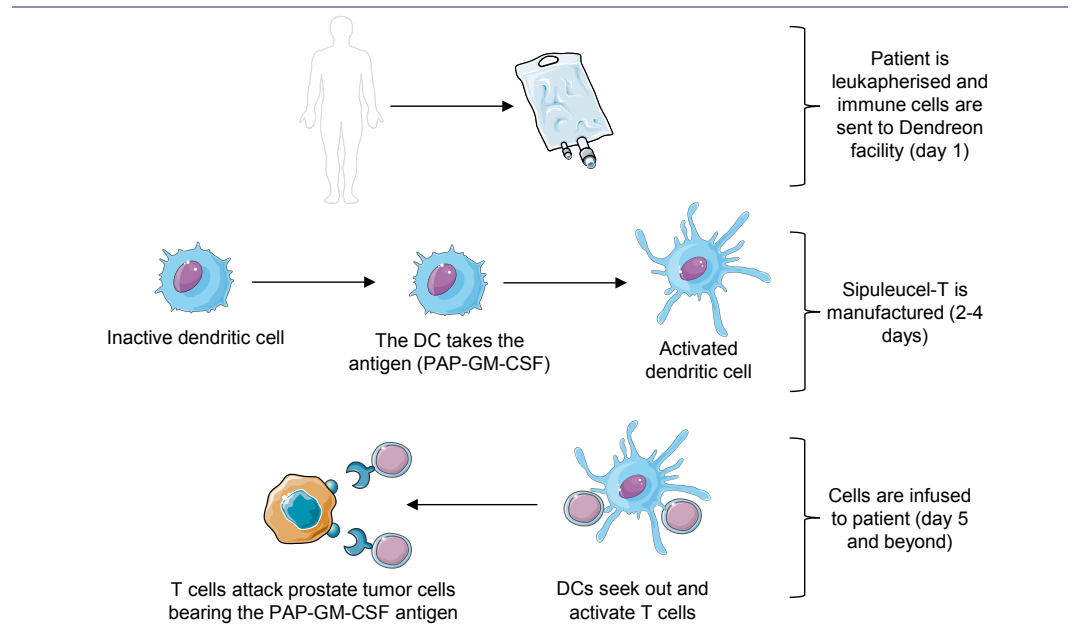 Patient is
leukapherised and
immune cells are
sent to Dendreon
facility (day 1)
Inactive dendritic cell
The DC takes the
antigen (PAP-GM-CSF)
Activated
dendritic cell
Sipuleucel-T is
manufactured (2-4
days)
T cells attack prostate tumor cells
bearing the PAP-GM-CSF antigen
DCs seek out and
activate T cells
Cells are infused
to patient (day 5
and beyond)